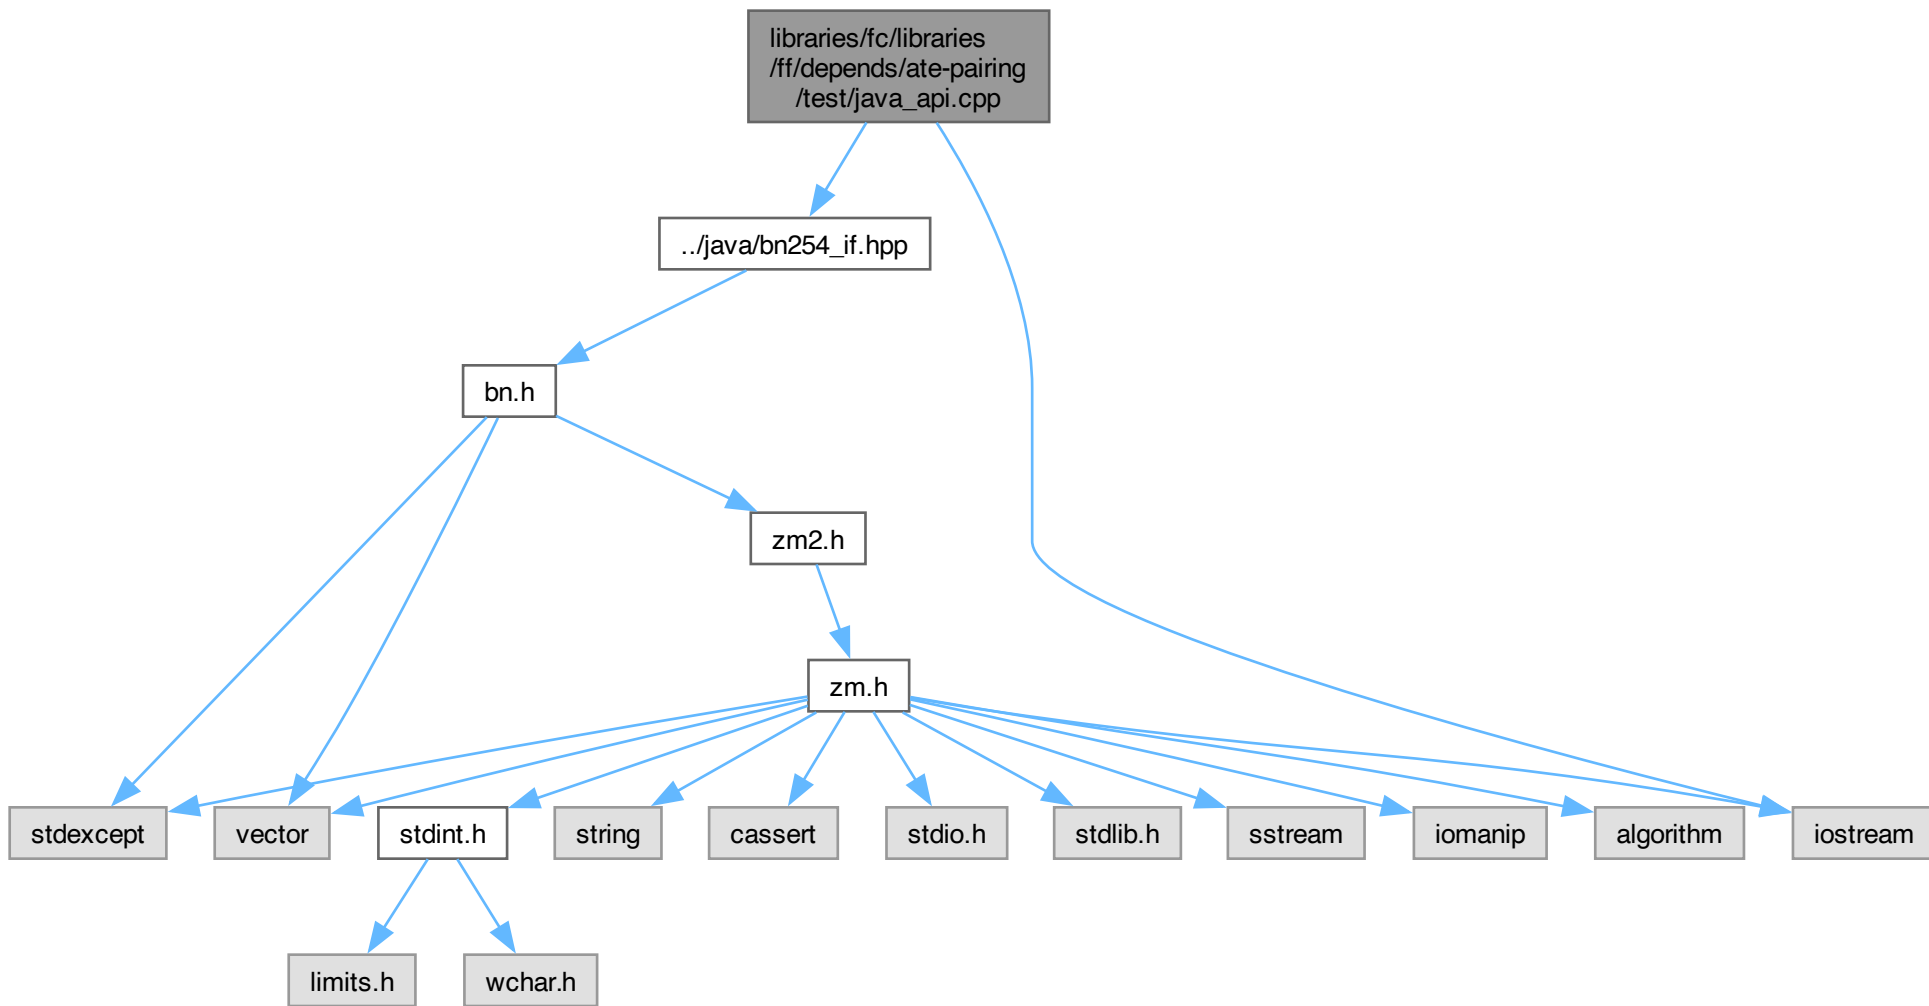 libraries/fc/libraries
/ff/depends/ate-pairing
/test/java_api.cpp
../java/bn254_if.hpp
bn.h
zm2.h
zm.h
stdexcept
vector
stdint.h
string
cassert
stdio.h
stdlib.h
sstream
iomanip
algorithm
iostream
limits.h
wchar.h